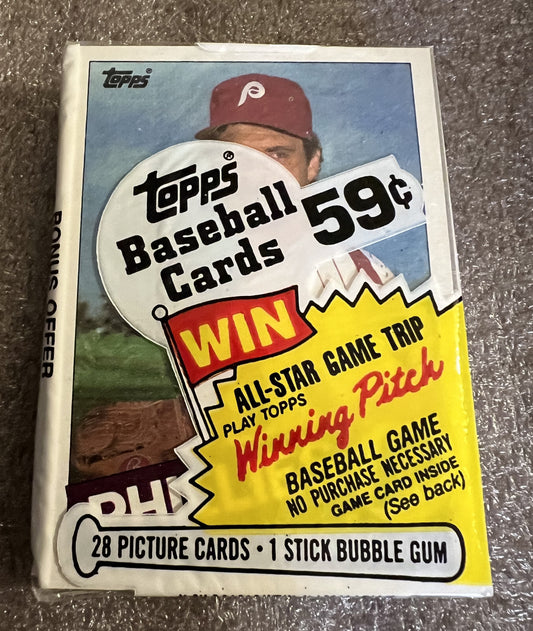 TOPPS
P
TOPPS®
Baseball
Cards
59¢
WIN
ALL-STAR GAME TRIP
PLAY TOPPS
Winning Pitch
BASEBALL GAME
NO PURCHASE NECESSARY
GAME CARD INSIDE
(See back)
PHI
28 PICTURE CARDS · 1 STICK BUBBLE GUM
BONUS OFFER